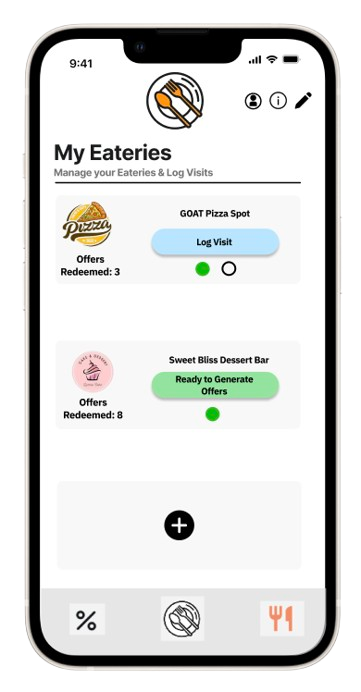 9:41
My Eateries
Manage your Eateries & Log Visits
Pizza
GOAT Pizza Spot
Log Visit
Offers
Redeemed: 3
Sweet Bliss Dessert Bar
Ready to Generate
Offers
Offers
Redeemed: 8
%